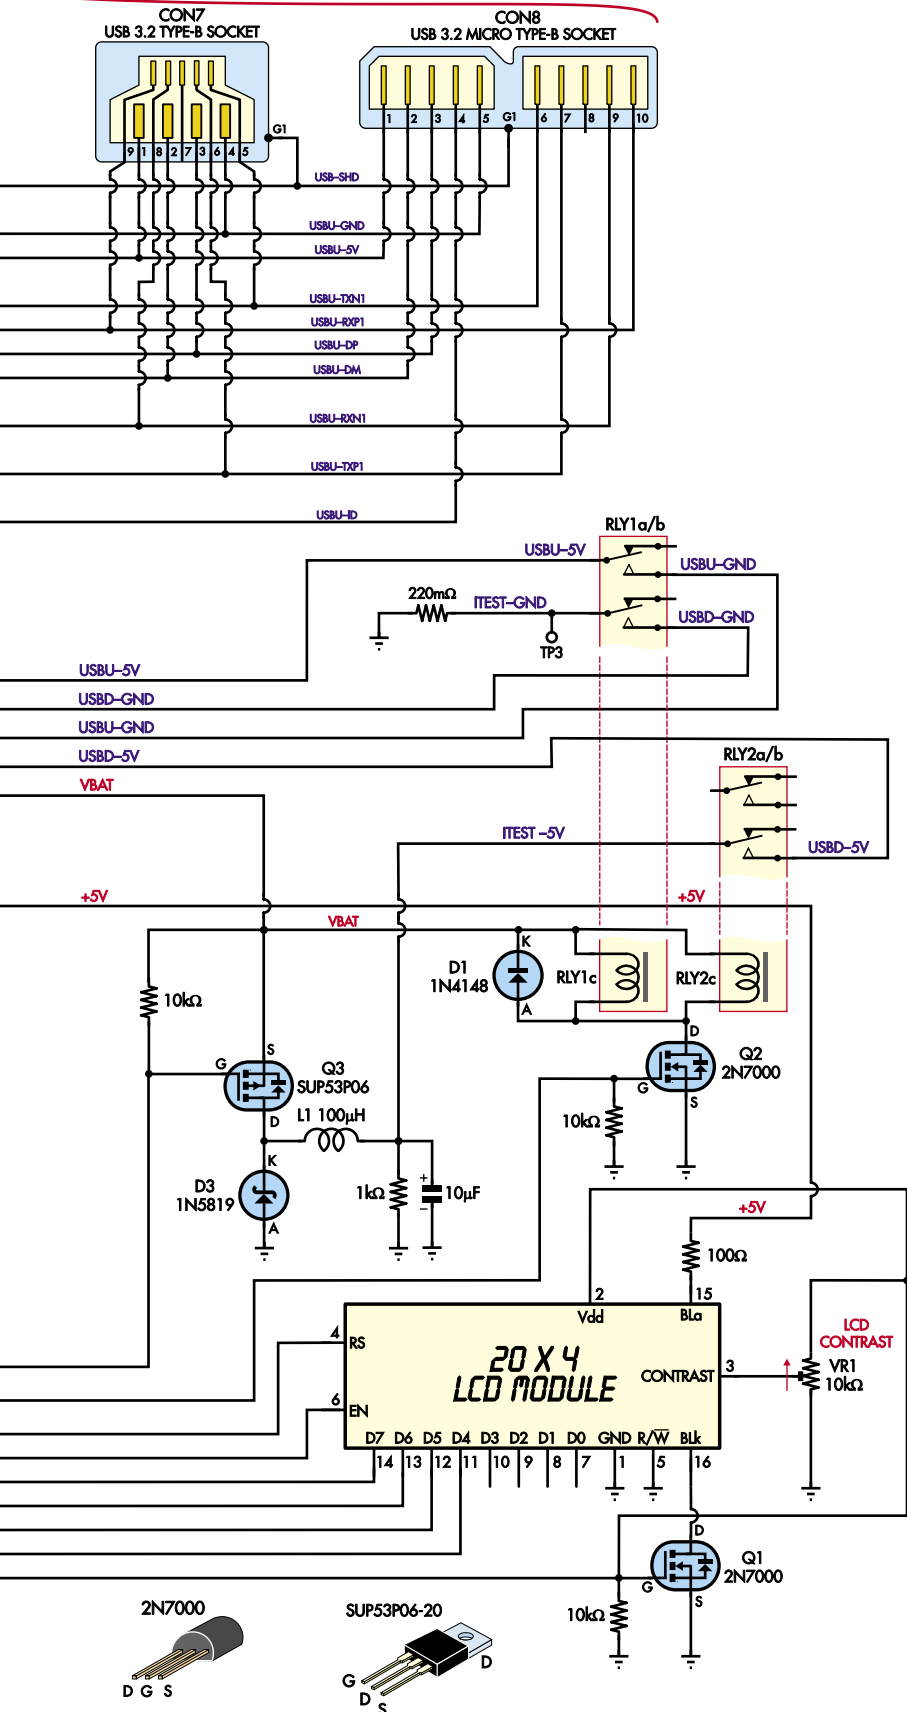 CON7
USB 3.2 TYPE-B SOCKET
CON8
USB 3.2 MICRO TYPE-B SOCKET
G1
9 1 8 2 7 3 6 4 5
1 2 3 4 5 G1 6 7 8 9 10
USB-SHD
USBU-GND
USBU-5V
USBU-TXN1
USBU-RXP1
USBU-DP
USBU-DM
USBU-RXN1
USBU-TXP1
USBU-ID
RLY1a/b
USBU-5V
USBU-GND
220mΩ
ITEST-GND
USBD-GND
TP3
USBU-5V
USBD-GND
USBU-GND
USBD-5V
RLY2a/b
VBAT
ITEST -5V
USBD-5V
+5V
+5V
VBAT
K
D1
1N4148
A
RLY1c
RLY2c
10kΩ
S
G
Q3
SUP53P06
D
L1 100µH
D
Q2
2N7000
G
S
10kΩ
K
D3
1N5819
A
1kΩ
+
10µF
–
+5V
100Ω
2
15
Vdd
BLa
4
RS
20 X 4
LCD MODULE
CONTRAST
3
LCD
CONTRAST
VR1
10kΩ
6
EN
D7 D6 D5 D4 D3 D2 D1 D0 GND R/W̅ BLk
14 13 12 11 10 9 8 7 1 5 16
D
Q1
2N7000
G
S
10kΩ
2N7000
D G S
SUP53P06-20
G
D
S
D